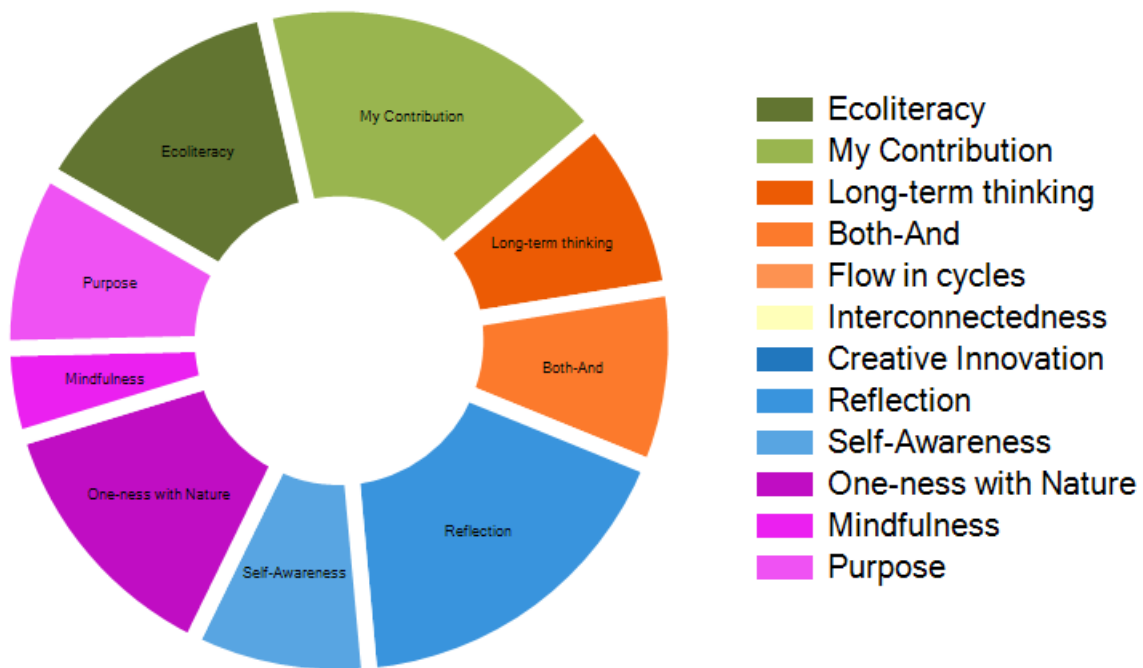 My Contribution
Ecoliteracy
Long-term thinking
Purpose
Both-And
Mindfulness
One-ness with Nature
Reflection
Self-Awareness
Ecoliteracy
My Contribution
Long-term thinking
Both-And
Flow in cycles
Interconnectedness
Creative Innovation
Reflection
Self-Awareness
One-ness with Nature
Mindfulness
Purpose